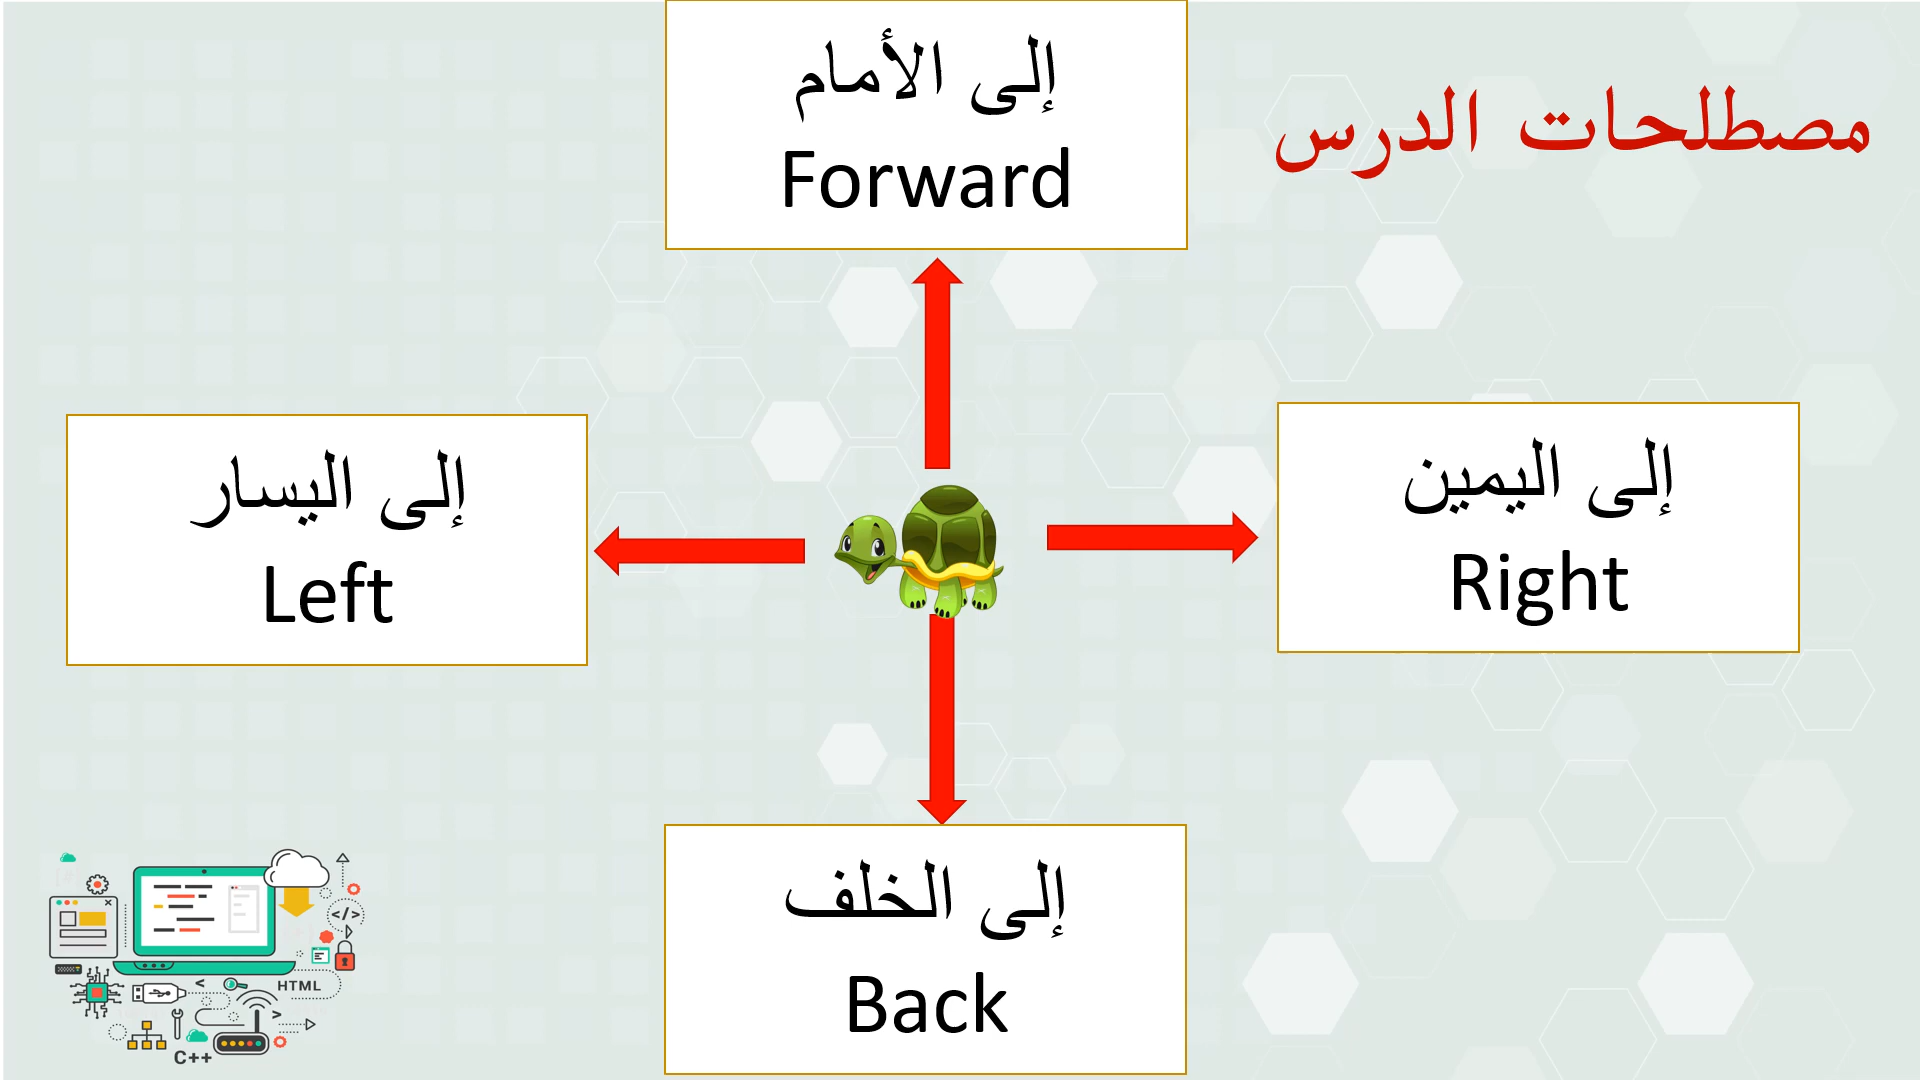 مصطلحات الدرس
إلى الأمام
Forward
إلى اليمين
Right
إلى اليسار
Left
إلى الخلف
Back
</>
HTML
C++